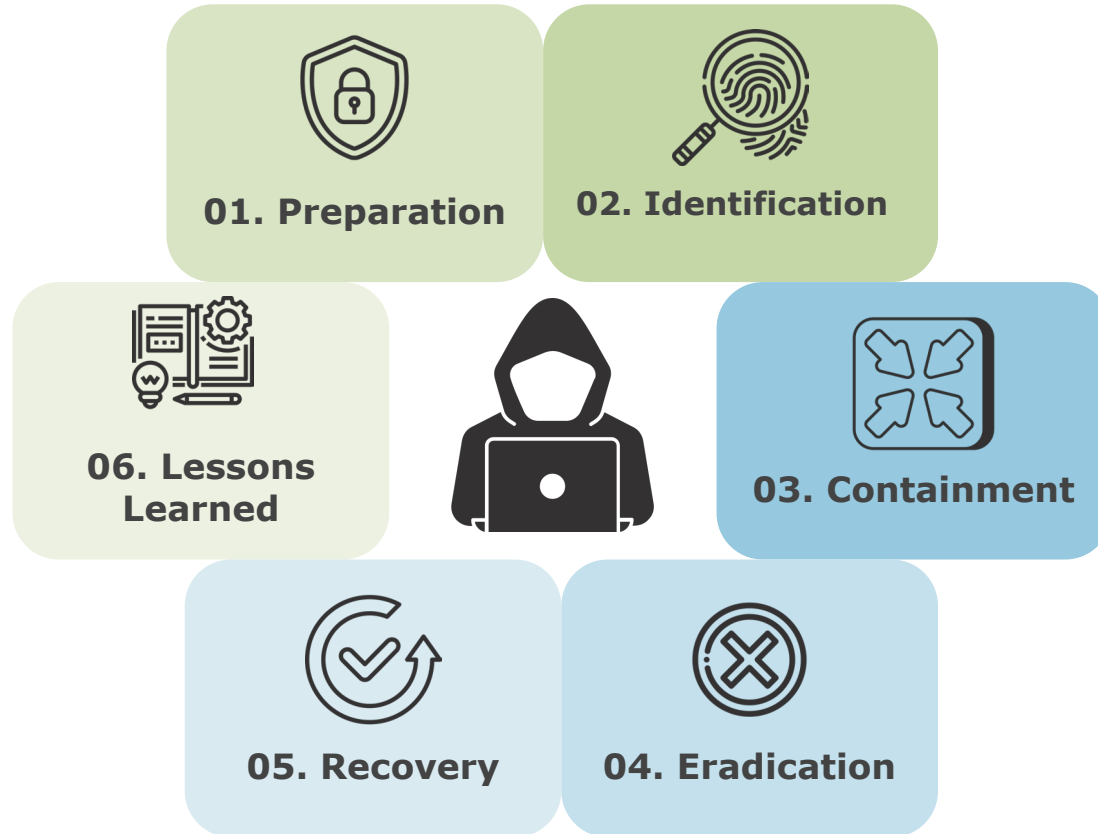 01. Preparation
02. Identification
03. Containment
04. Eradication
05. Recovery
06. Lessons
Learned